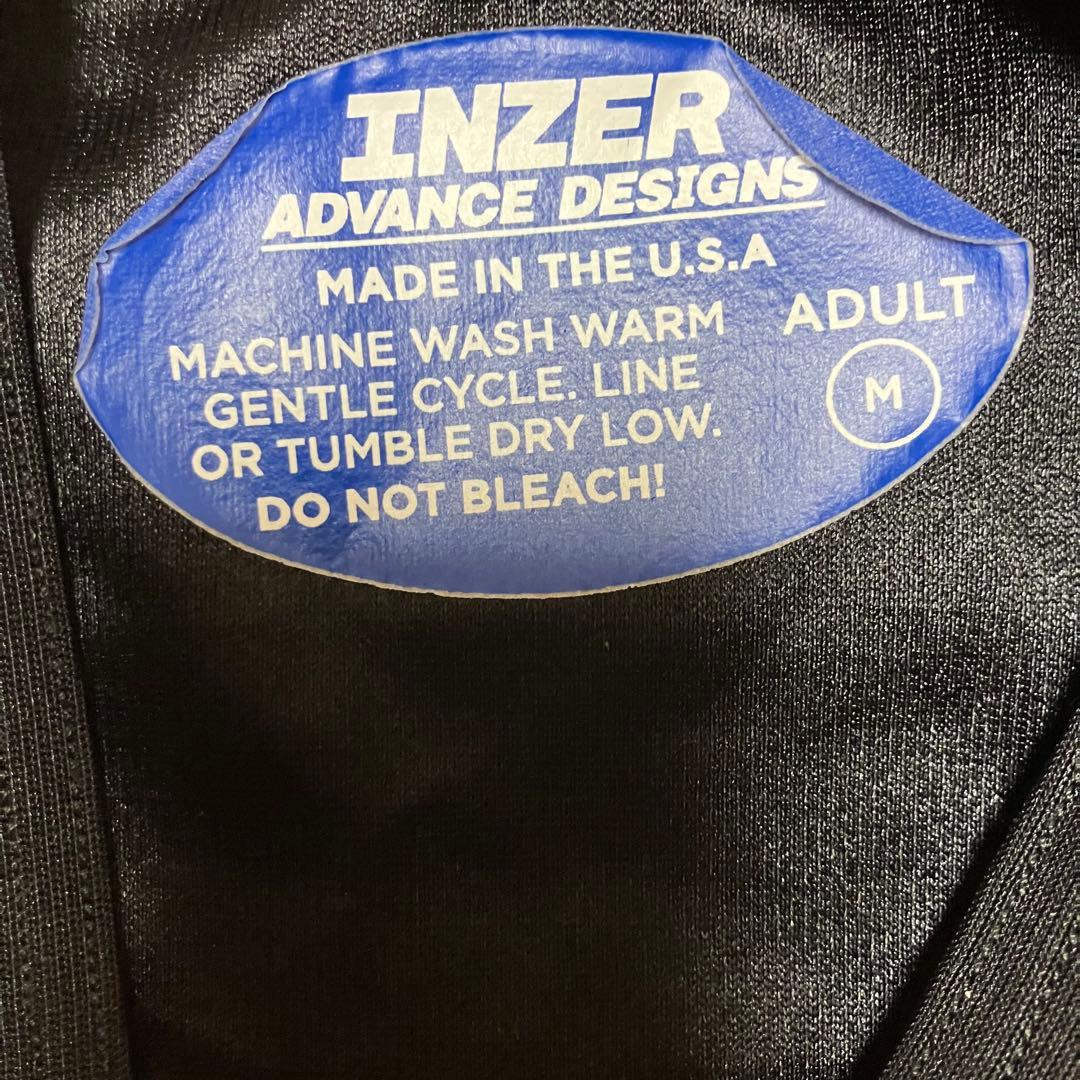 INZER
ADVANCE DESIGNS
MADE IN THE U.S.A
MACHINE WASH WARM
GENTLE CYCLE. LINE
OR TUMBLE DRY LOW.
DO NOT BLEACH!
ADULT
M